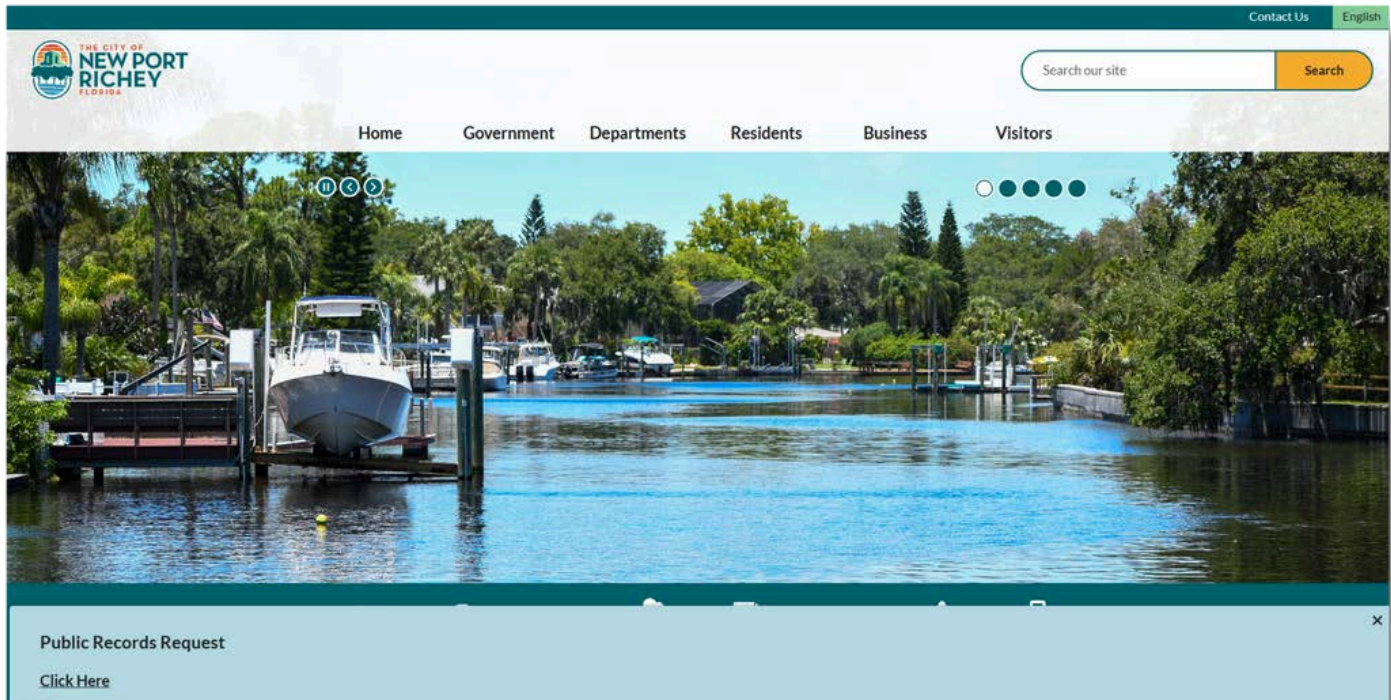 Contact Us
English
THE CITY OF
NEW PORT
RICHEY
FLORIDA
Search our site
Search
Home
Government
Departments
Residents
Business
Visitors
Public Records Request
Click Here